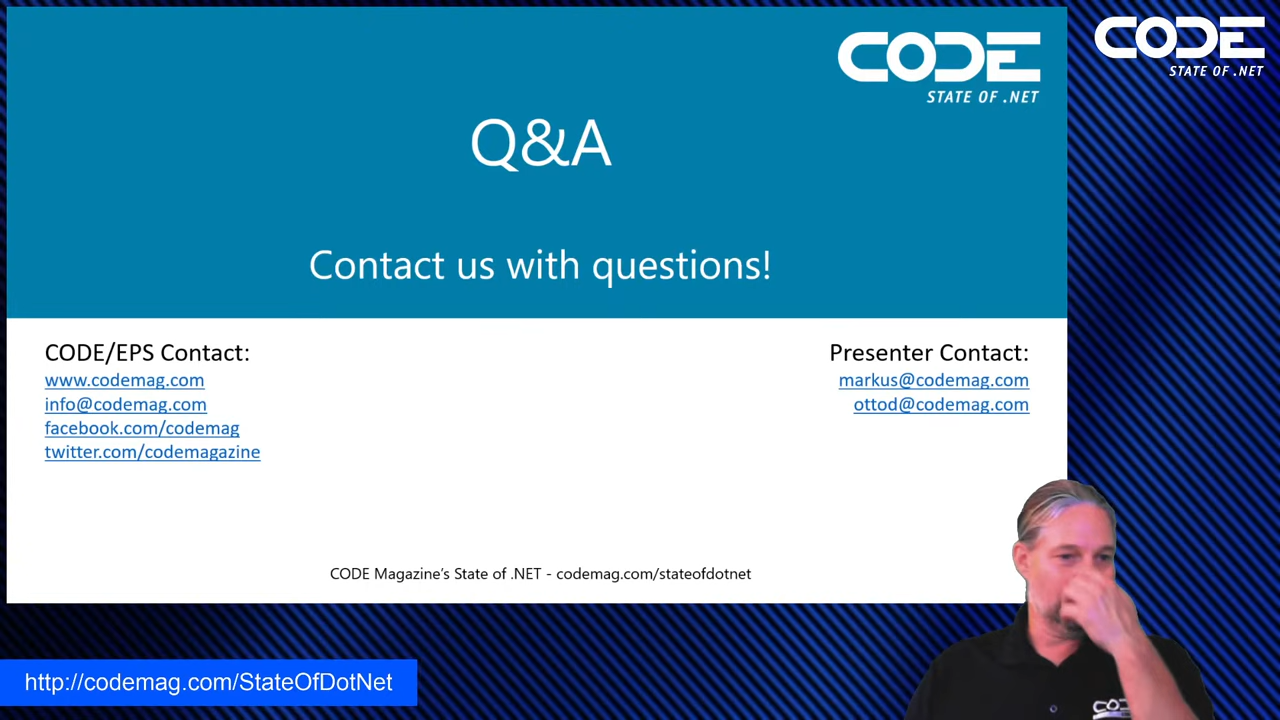 CODE
STATE OF .NET
CODE
STATE OF .NET
Q&A
Contact us with questions!
CODE/EPS Contact:
www.codemag.com
info@codemag.com
facebook.com/codemag
twitter.com/codemagazine
Presenter Contact:
markus@codemag.com
ottod@codemag.com
CODE Magazine's State of .NET - codemag.com/stateofdotnet
http://codemag.com/StateOfDotNet
CODE